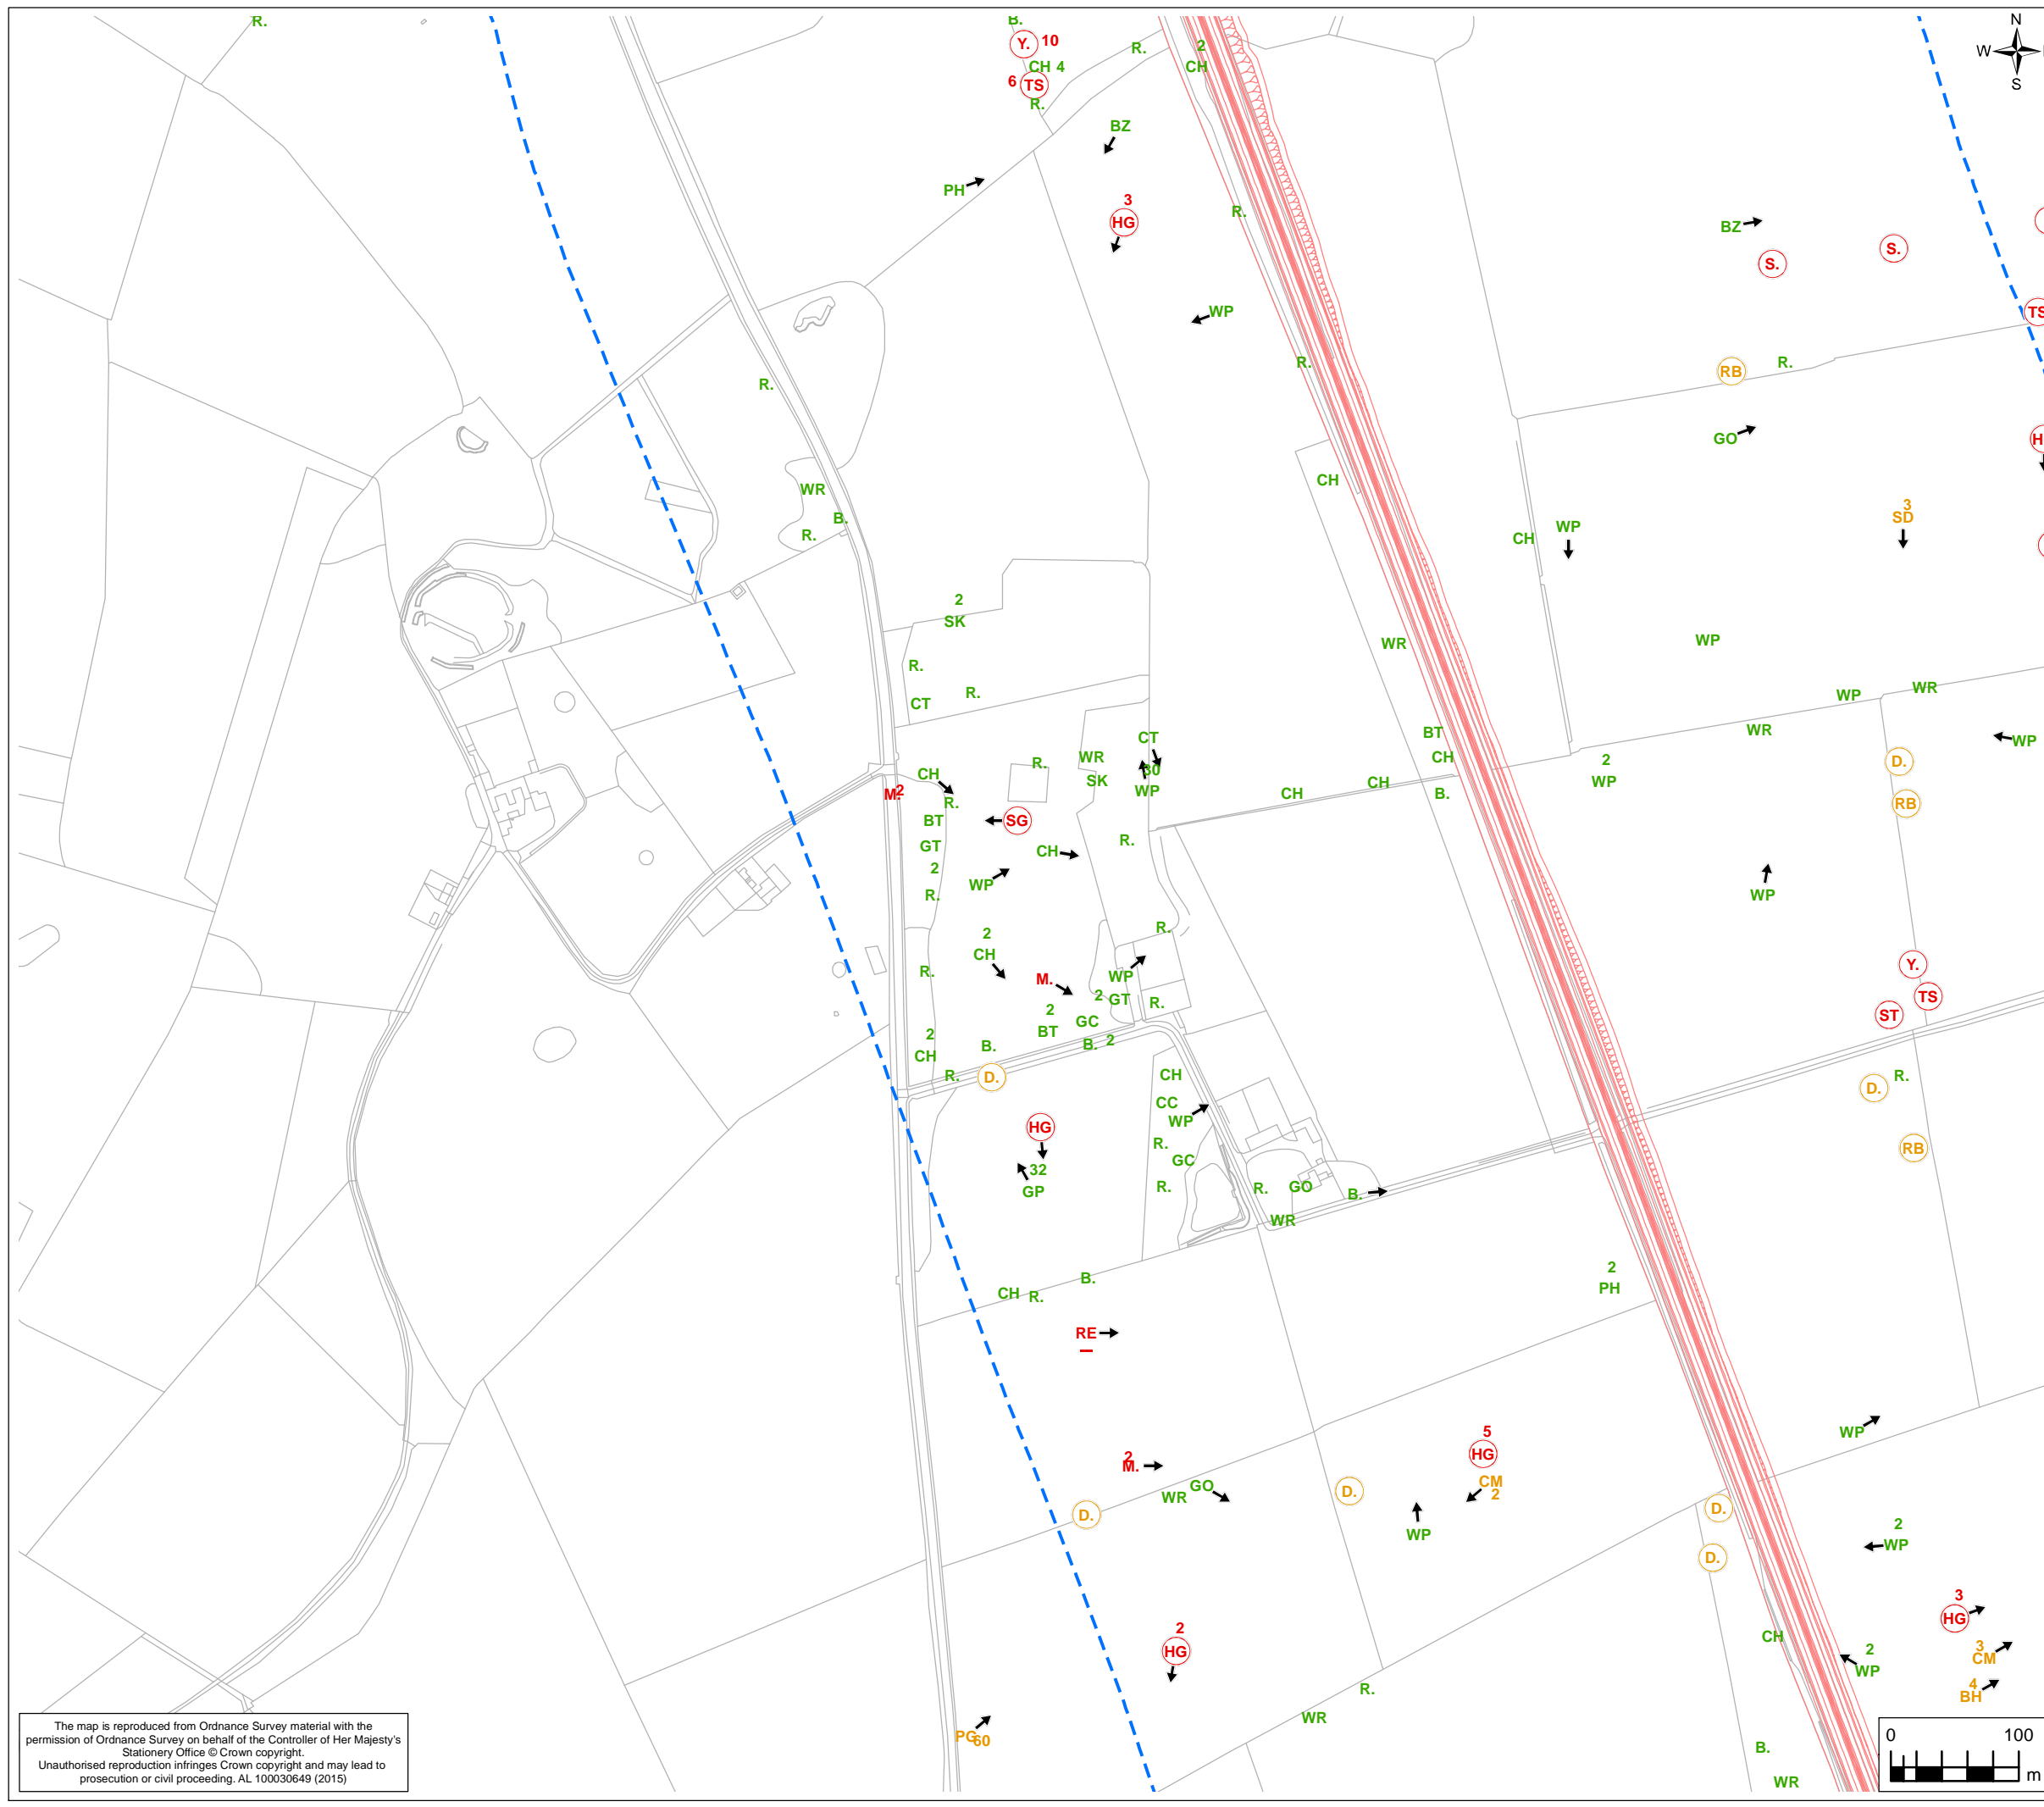 R.
B.
Y. 10
CH 4
6 TS
R.
R.
2
CH
N
W
S
BZ
PH
3
HG
R.
BZ
S.
S.
WP
TS
R.
RB
R.
R.
GO
WR
CH
3
SD
B.
R.
CH
WP
2
SK
WR
WP
R.
R.
CT
WP
WR
WR
BT
CT
WP
R.
WR
CH
2
WP
D.
CH
30
SK
WP
CH
CH
B.
M. 2
R.
RB
BT
SG
R.
GT
CH
2
WP
WP
R.
R.
2
CH
Y.
R.
M.
WP
2
GT
R.
TS
2
BT
GC
ST
2
CH
B.
B. 2
R.
D.
CH
D.
R.
CC
WP
HG
R.
RB
GC
32
GP
R.
R.
GO
B.
WR
2
PH
B.
CH
R.
RE
WP
5
HG
2
M.
CM
2
GO
WR
D.
D.
D.
WP
2
WP
D.
3
HG
2
HG
CH
2
WP
3
CM
4
BH
R.
WR
PG 60
B.
WR
0 100
m
The map is reproduced from Ordnance Survey material with the
permission of Ordnance Survey on behalf of the Controller of Her Majesty's
Stationery Office © Crown copyright.
Unauthorised reproduction infringes Crown copyright and may lead to
prosecution or civil proceeding. AL 100030649 (2015)